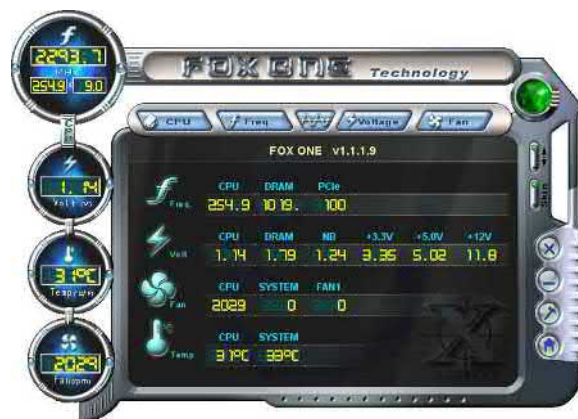 2293.7
MHz
254.9 9.0
FOX ONE Technology
CPU Freq. Voltage Fan
FOX ONE v1.1.1.9
CPU DRAM PCIe
Freq. 254.9 1019. 100
1.14
Volt(V)
CPU DRAM NB +3.3V +5.0V +12V
Volt 1.14 1.79 1.24 3.35 5.02 11.8
31°C
CPU SYSTEM FAN1
Fan 2029 0 0
CPU SYSTEM
Temp 31°C 33°C
2029